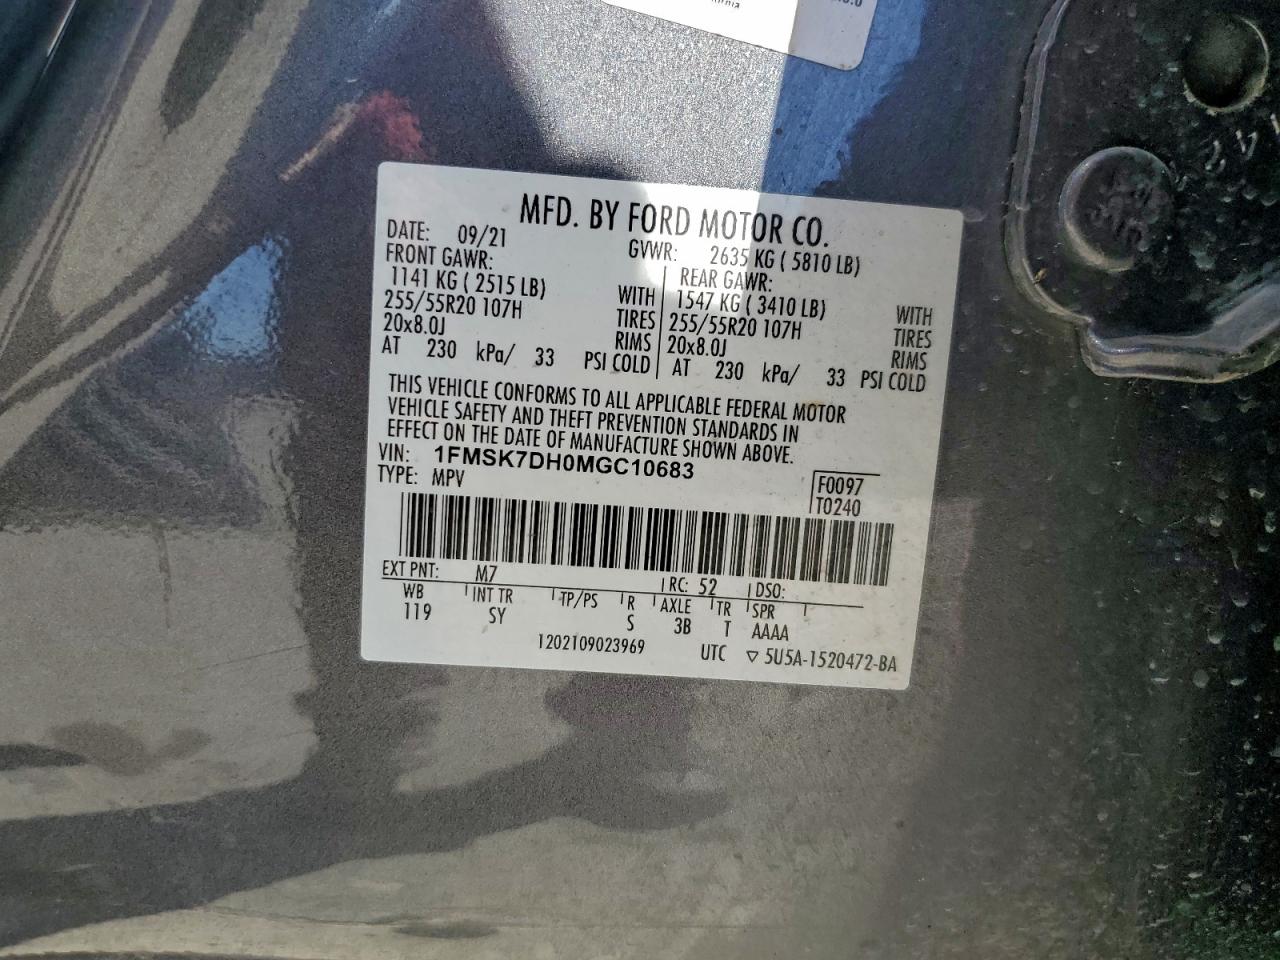 MFD. BY FORD MOTOR CO.
DATE: 09/21 GVWR: 2635 KG ( 5810 LB)
FRONT GAWR: REAR GAWR:
1141 KG ( 2515 LB) WITH 1547 KG ( 3410 LB) WITH
255/55R20 107H TIRES 255/55R20 107H TIRES
20x8.0J RIMS 20x8.0J RIMS
AT 230 kPa/ 33 PSI COLD AT 230 kPa/ 33 PSI COLD
THIS VEHICLE CONFORMS TO ALL APPLICABLE FEDERAL MOTOR
VEHICLE SAFETY AND THEFT PREVENTION STANDARDS IN
EFFECT ON THE DATE OF MANUFACTURE SHOWN ABOVE.
VIN: 1FMSK7DH0MGC10683
TYPE: MPV
F0097
T0240
EXT PNT: M7 RC: 52 DSO:
WB INT TR TP/PS R AXLE TR SPR
119 SY S 3B T AAAA
1202109023969 UTC ▽ 5U5A-1520472-BA